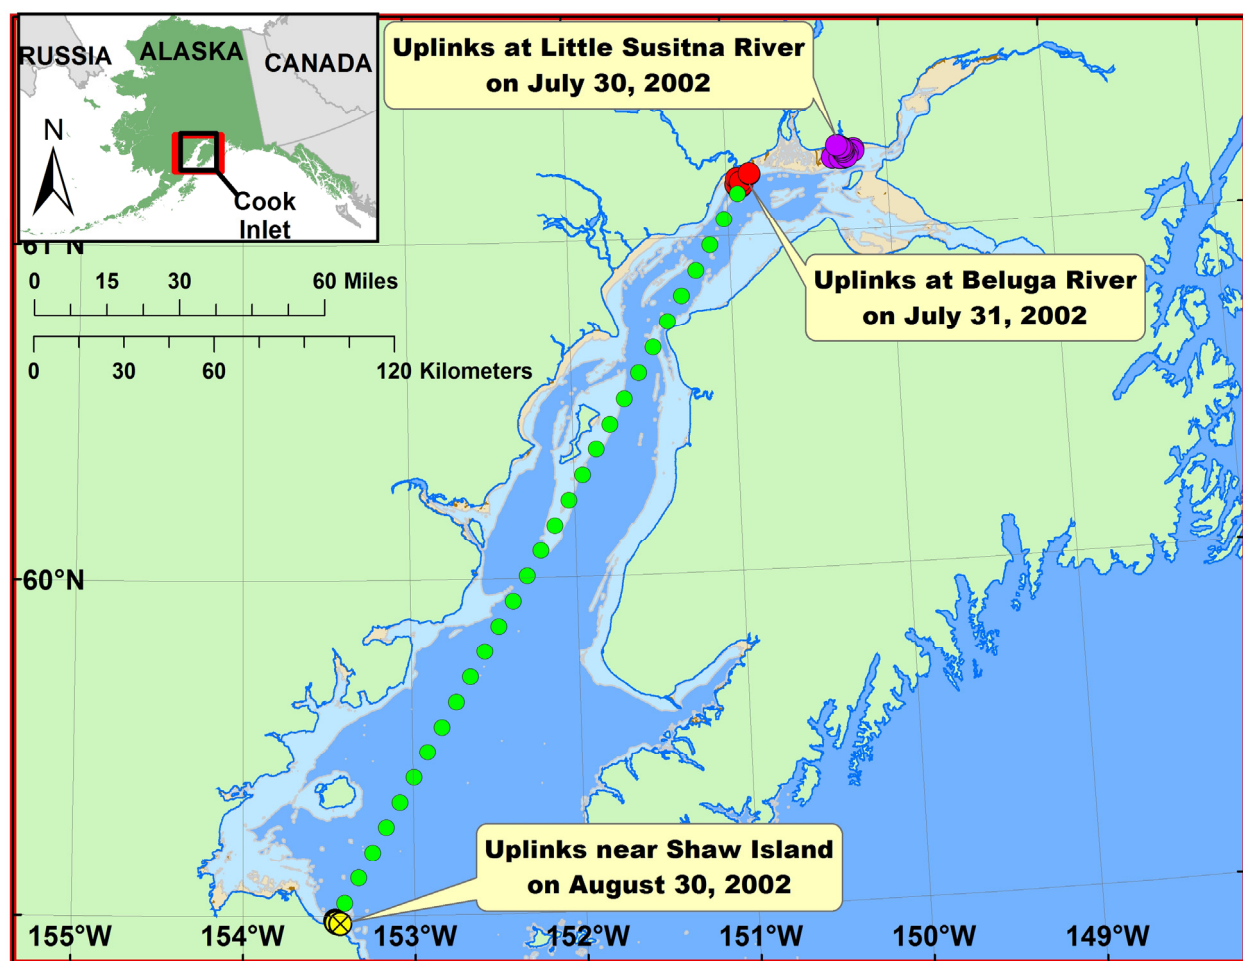 RUSSIA
ALASKA
CANADA
N
Cook
Inlet
Uplinks at Little Susitna River
on July 30, 2002
61°N
0 15 30 60 Miles
0 30 60 120 Kilometers
Uplinks at Beluga River
on July 31, 2002
60°N
Uplinks near Shaw Island
on August 30, 2002
155°W 154°W 153°W 152°W 151°W 150°W 149°W